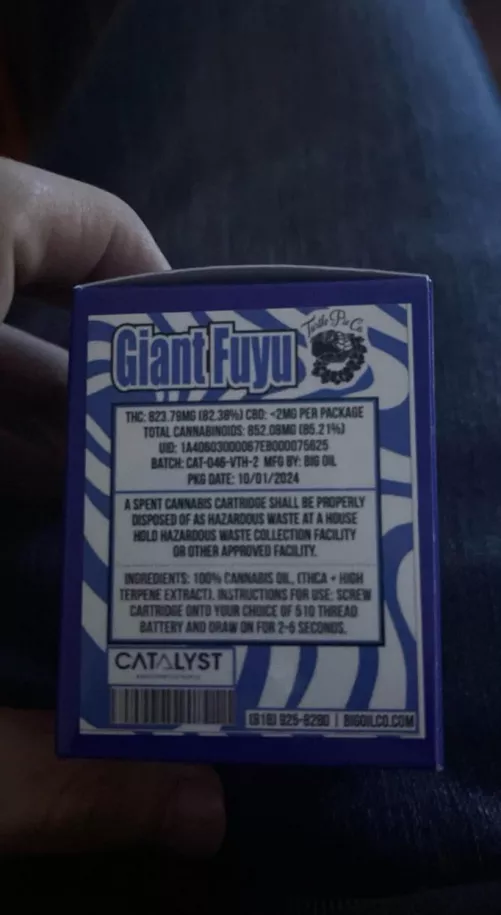 Giant Fuyu
Turtle Pie Co.
THC: 823.79MG (82.38%) CBD: <2MG PER PACKAGE
TOTAL CANNABINOIDS: 852.08MG (85.21%)
UID: 1A40603000067EB000075625
BATCH: CAT-046-VTH-2 MFG BY: BIG OIL
PKG DATE: 10/01/2024
A SPENT CANNABIS CARTRIDGE SHALL BE PROPERLY
DISPOSED OF AS HAZARDOUS WASTE AT A HOUSE
HOLD HAZARDOUS WASTE COLLECTION FACILITY
OR OTHER APPROVED FACILITY.
INGREDIENTS: 100% CANNABIS OIL, (THCA + HIGH
TERPENE EXTRACT). INSTRUCTIONS FOR USE: SCREW
CARTRIDGE ONTO YOUR CHOICE OF 510 THREAD
BATTERY AND DRAW ON FOR 2-6 SECONDS.
CATALYST
(818) 925-8280 | BIGOILCO.COM